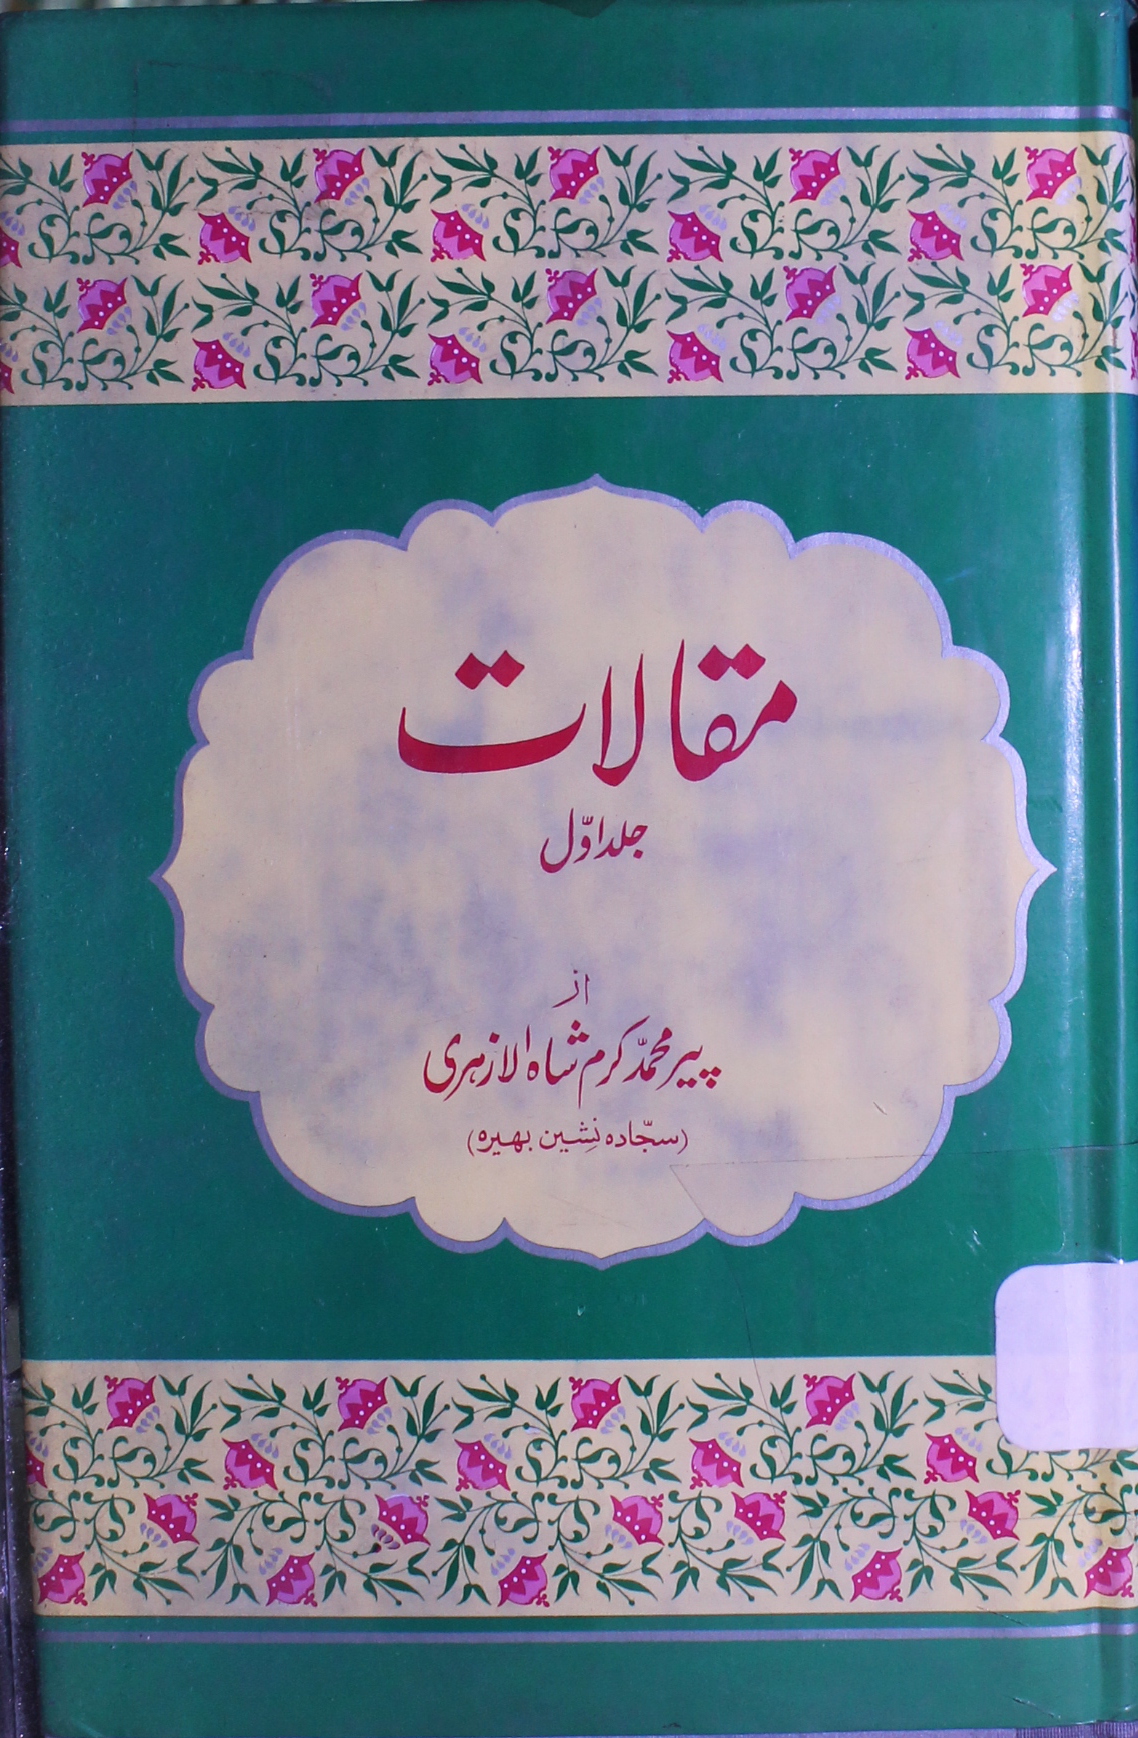 مقالات
جلد اوّل
از
پیر محمدّ کرم شاہ الازہری
(سجّادہ نشین بھیرہ)